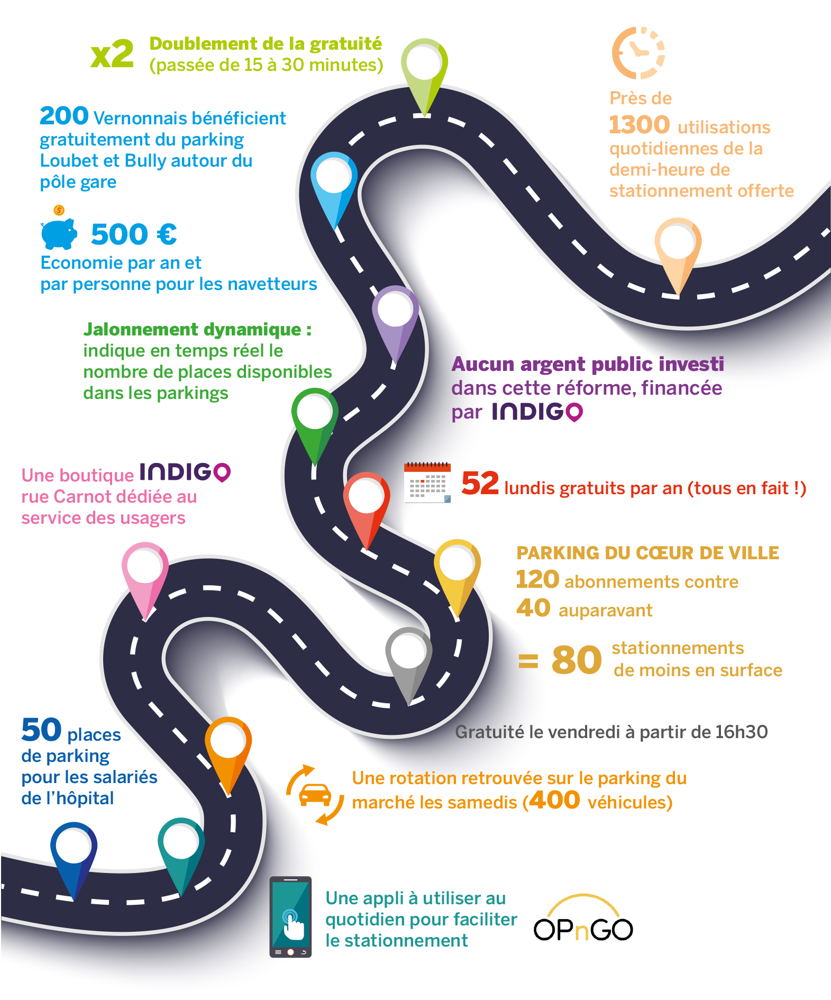 x2
Doublement de la gratuité
(passée de 15 à 30 minutes)
Près de
1300 utilisations
quotidiennes de la
demi-heure de
stationnement offerte
200 Vernonnais bénéficient
gratuitement du parking
Loubet et Bully autour du
pôle gare
$
500 €
Economie par an et
par personne pour les navetteurs
Jalonnement dynamique :
indique en temps réel le
nombre de places disponibles
dans les parkings
Aucun argent public investi
dans cette réforme, financée
par INDIGO
Une boutique INDIGO
rue Carnot dédiée au
service des usagers
52 lundis gratuits par an (tous en fait !)
PARKING DU CŒUR DE VILLE
120 abonnements contre
40 auparavant
= 80 stationnements
de moins en surface
Gratuité le vendredi à partir de 16h30
50 places
de parking
pour les salariés
de l'hôpital
Une rotation retrouvée sur le parking du
marché les samedis (400 véhicules)
Une appli à utiliser au
quotidien pour faciliter
le stationnement
OPnGO